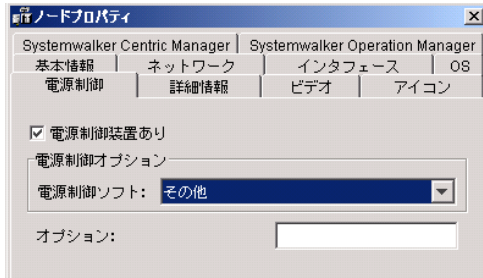 ノードプロパティ
Systemwalker Centric Manager Systemwalker Operation Manager
基本情報 ネットワーク インタフェース OS
電源制御 詳細情報 ビデオ アイコン
電源制御装置あり
電源制御オプション
電源制御ソフト: その他
オプション: